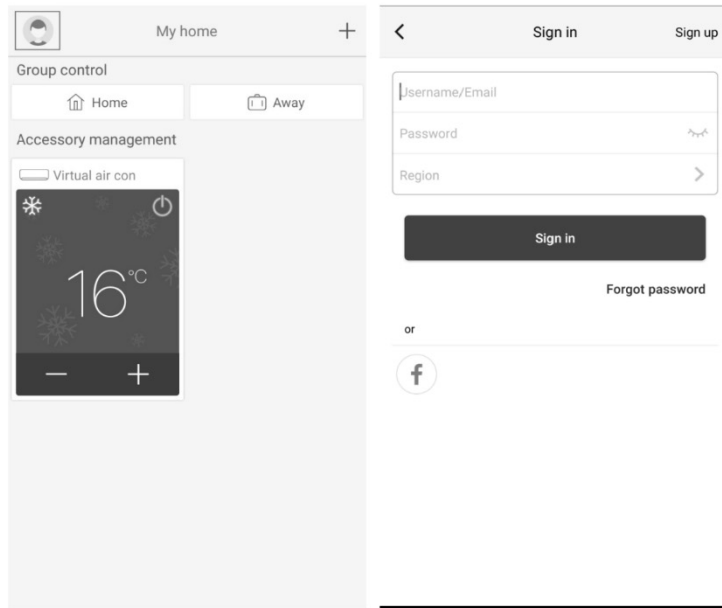 My home
Group control
Home
Away
Accessory management
Virtual air con
16°C
Sign in
Sign up
Username/Email
Password
Region
Sign in
Forgot password
or